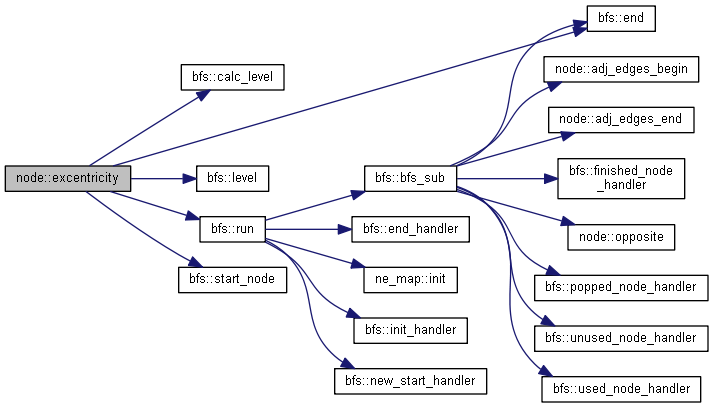 node::excentricity
bfs::calc_level
bfs::level
bfs::run
bfs::start_node
bfs::bfs_sub
bfs::end_handler
ne_map::init
bfs::init_handler
bfs::new_start_handler
bfs::end
node::adj_edges_begin
node::adj_edges_end
bfs::finished_node
_handler
node::opposite
bfs::popped_node_handler
bfs::unused_node_handler
bfs::used_node_handler